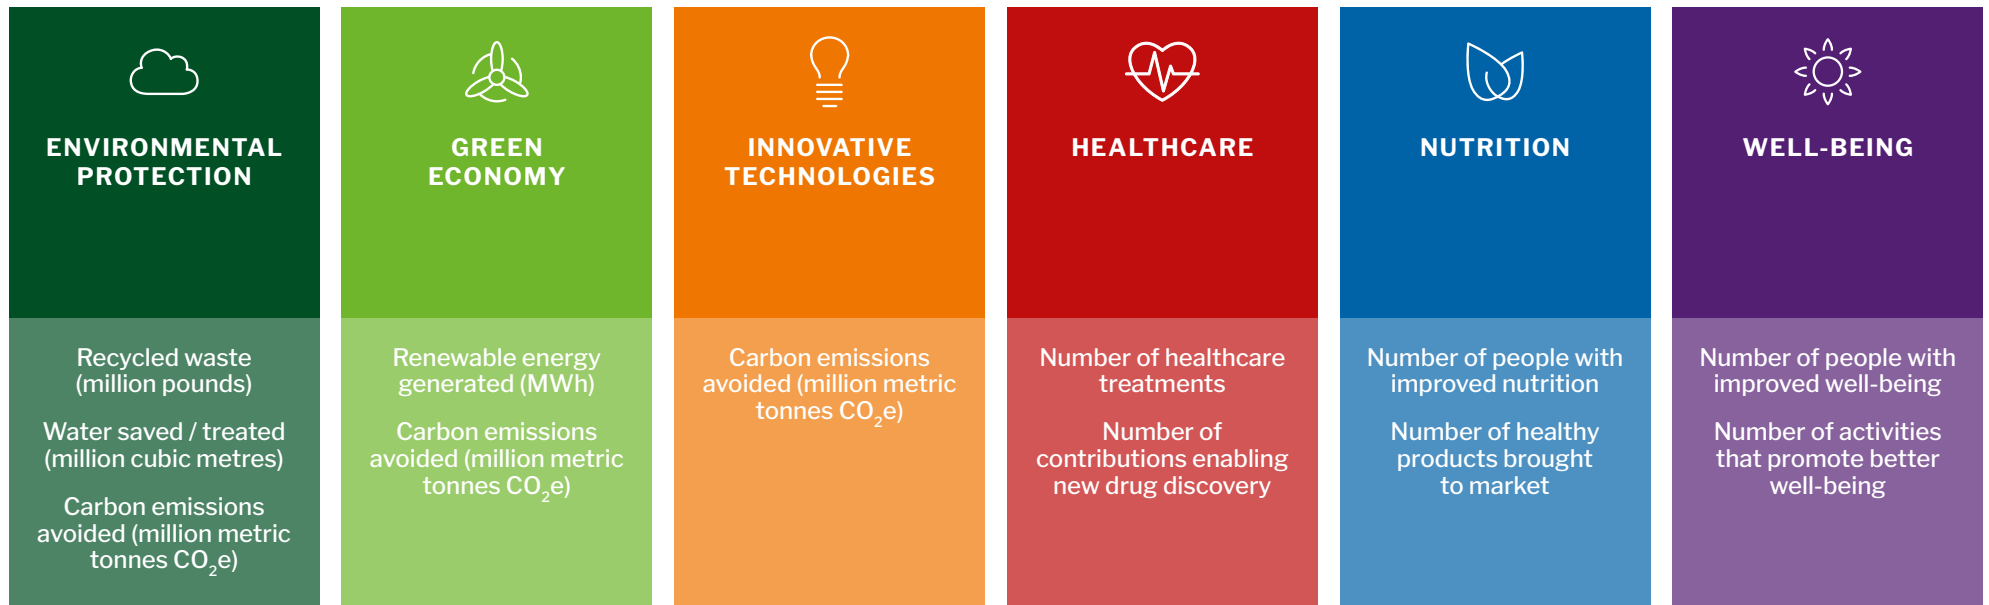 ENVIRONMENTAL
PROTECTION
Recycled waste
(million pounds)
Water saved / treated
(million cubic metres)
Carbon emissions
avoided (million metric
tonnes CO₂e)
GREEN
ECONOMY
Renewable energy
generated (MWh)
Carbon emissions
avoided (million metric
tonnes CO₂e)
INNOVATIVE
TECHNOLOGIES
Carbon emissions
avoided (million metric
tonnes CO₂e)
HEALTHCARE
Number of healthcare
treatments
Number of
contributions enabling
new drug discovery
NUTRITION
Number of people with
improved nutrition
Number of healthy
products brought
to market
WELL-BEING
Number of people with
improved well-being
Number of activities
that promote better
well-being